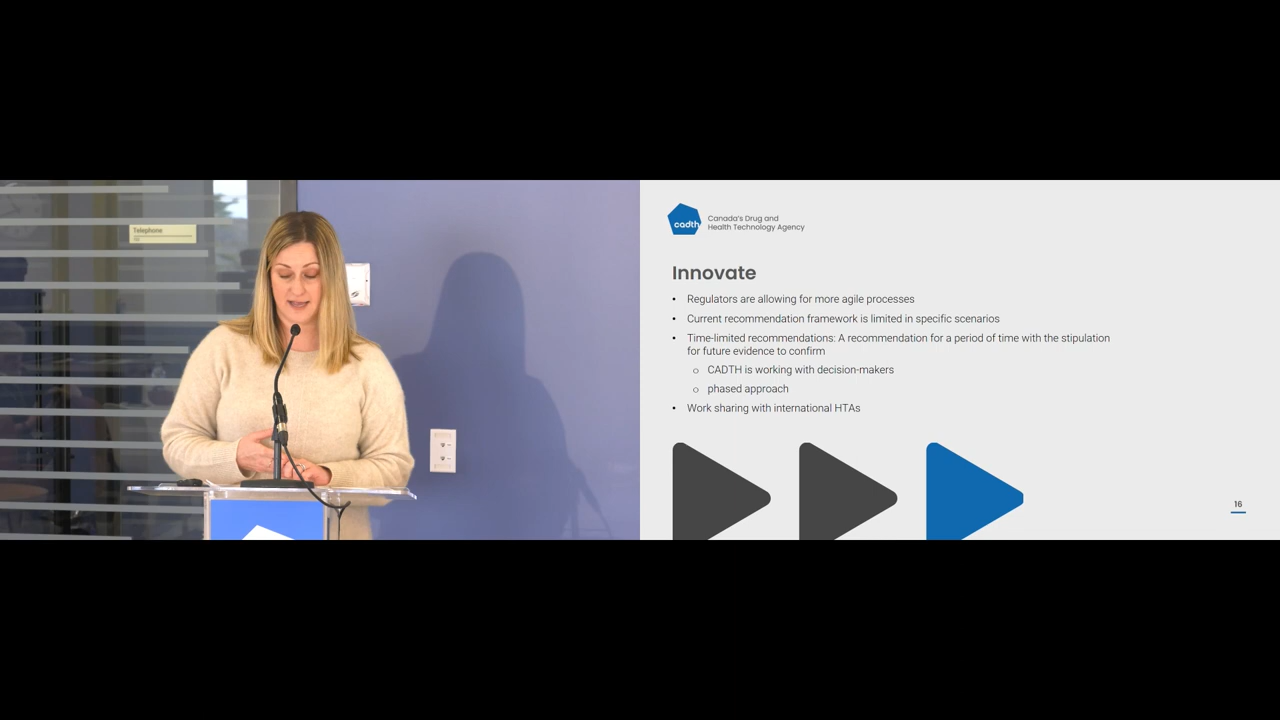 Telephone
cadth
Canada's Drug and
Health Technology Agency
Innovate
• Regulators are allowing for more agile processes
• Current recommendation framework is limited in specific scenarios
• Time-limited recommendations: A recommendation for a period of time with the stipulation
for future evidence to confirm
o CADTH is working with decision-makers
o phased approach
• Work sharing with international HTAs
16